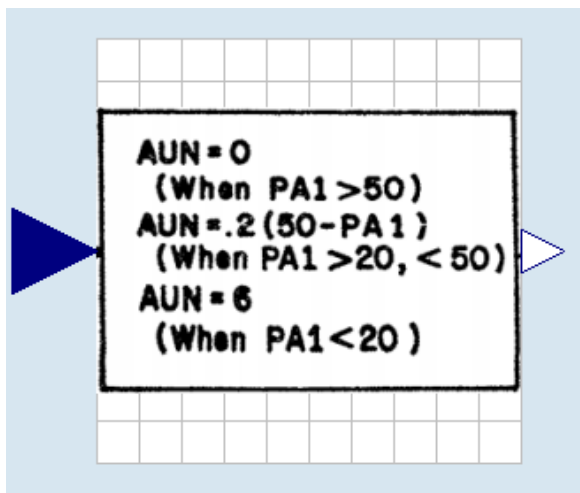 AUN = 0
(When PA1 >50)
AUN =.2 (50-PA1)
(When PA1 >20, < 50)
AUN = 6
(When PA1<20 )